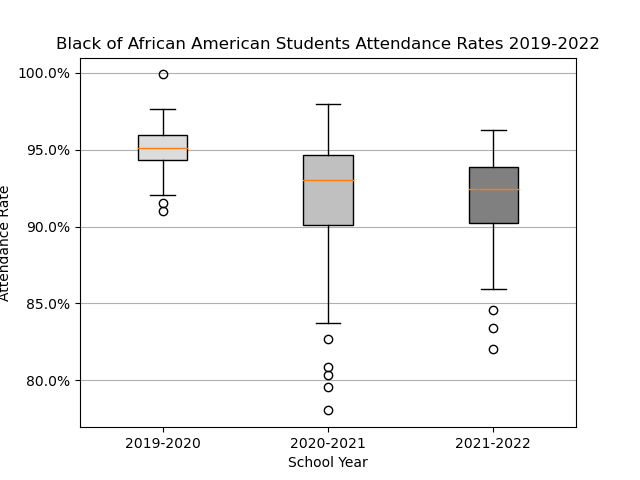 Black of African American Students Attendance Rates 2019-2022
100.0%
95.0%
90.0%
85.0%
80.0%
Attendance Rate
2019-2020
2020-2021
2021-2022
School Year